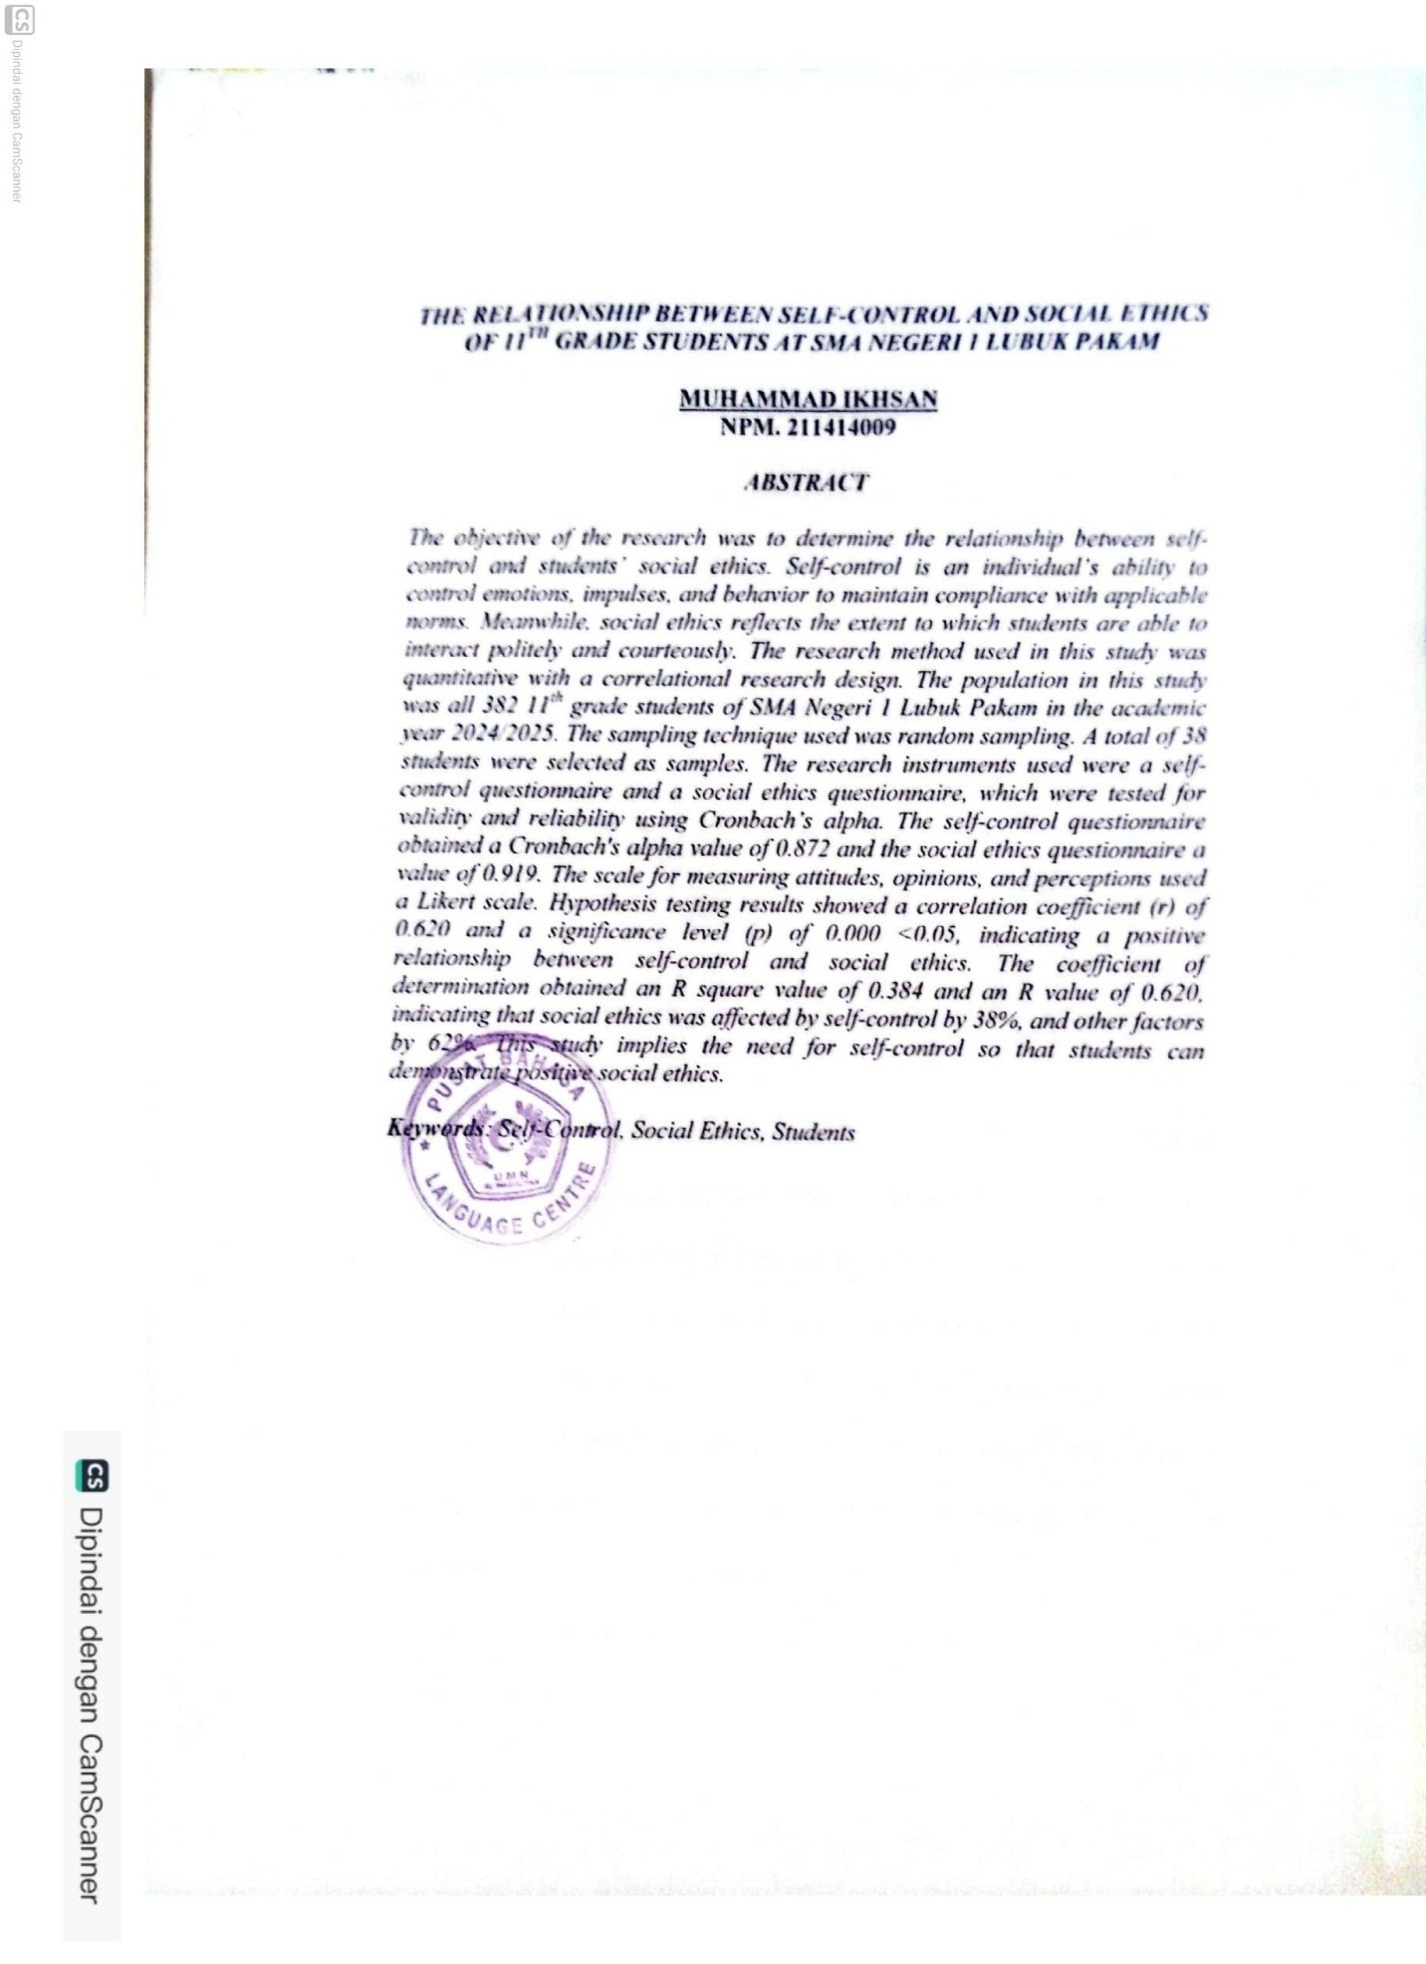 CS Dipindai dengan CamScanner
THE RELATIONSHIP BETWEEN SELF-CONTROL AND SOCIAL ETHICS
OF 11TH GRADE STUDENTS AT SMA NEGERI 1 LUBUK PAKAM
MUHAMMAD IKHSAN
NPM. 211414009
ABSTRACT
The objective of the research was to determine the relationship between self-
control and students' social ethics. Self-control is an individual's ability to
control emotions, impulses, and behavior to maintain compliance with applicable
norms. Meanwhile, social ethics reflects the extent to which students are able to
interact politely and courteously. The research method used in this study was
quantitative with a correlational research design. The population in this study
was all 382 11th grade students of SMA Negeri 1 Lubuk Pakam in the academic
year 2024/2025. The sampling technique used was random sampling. A total of 38
students were selected as samples. The research instruments used were a self-
control questionnaire and a social ethics questionnaire, which were tested for
validity and reliability using Cronbach's alpha. The self-control questionnaire
obtained a Cronbach's alpha value of 0.872 and the social ethics questionnaire a
value of 0.919. The scale for measuring attitudes, opinions, and perceptions used
a Likert scale. Hypothesis testing results showed a correlation coefficient (r) of
0.620 and a significance level (p) of 0.000 <0.05, indicating a positive
relationship between self-control and social ethics. The coefficient of
determination obtained an R square value of 0.384 and an R value of 0.620,
indicating that social ethics was affected by self-control by 38%, and other factors
by 62%. This study implies the need for self-control so that students can
demonstrate positive social ethics.
Keywords: Self-Control, Social Ethics, Students
PUSAT BAHASA
UMN
LANGUAGE CENTRE
CS Dipindai dengan CamScanner